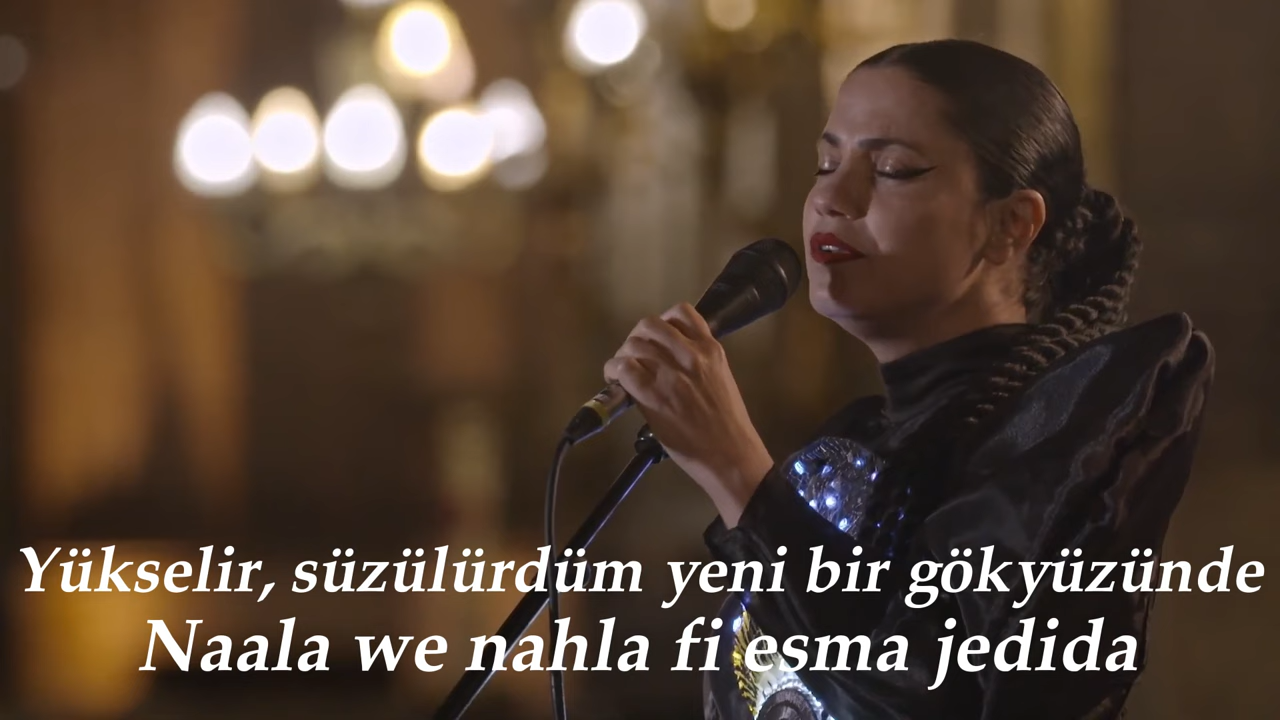 Yükselir, süzülürdüm yeni bir gökyüzünde
Naala we nahla fi esma jedida